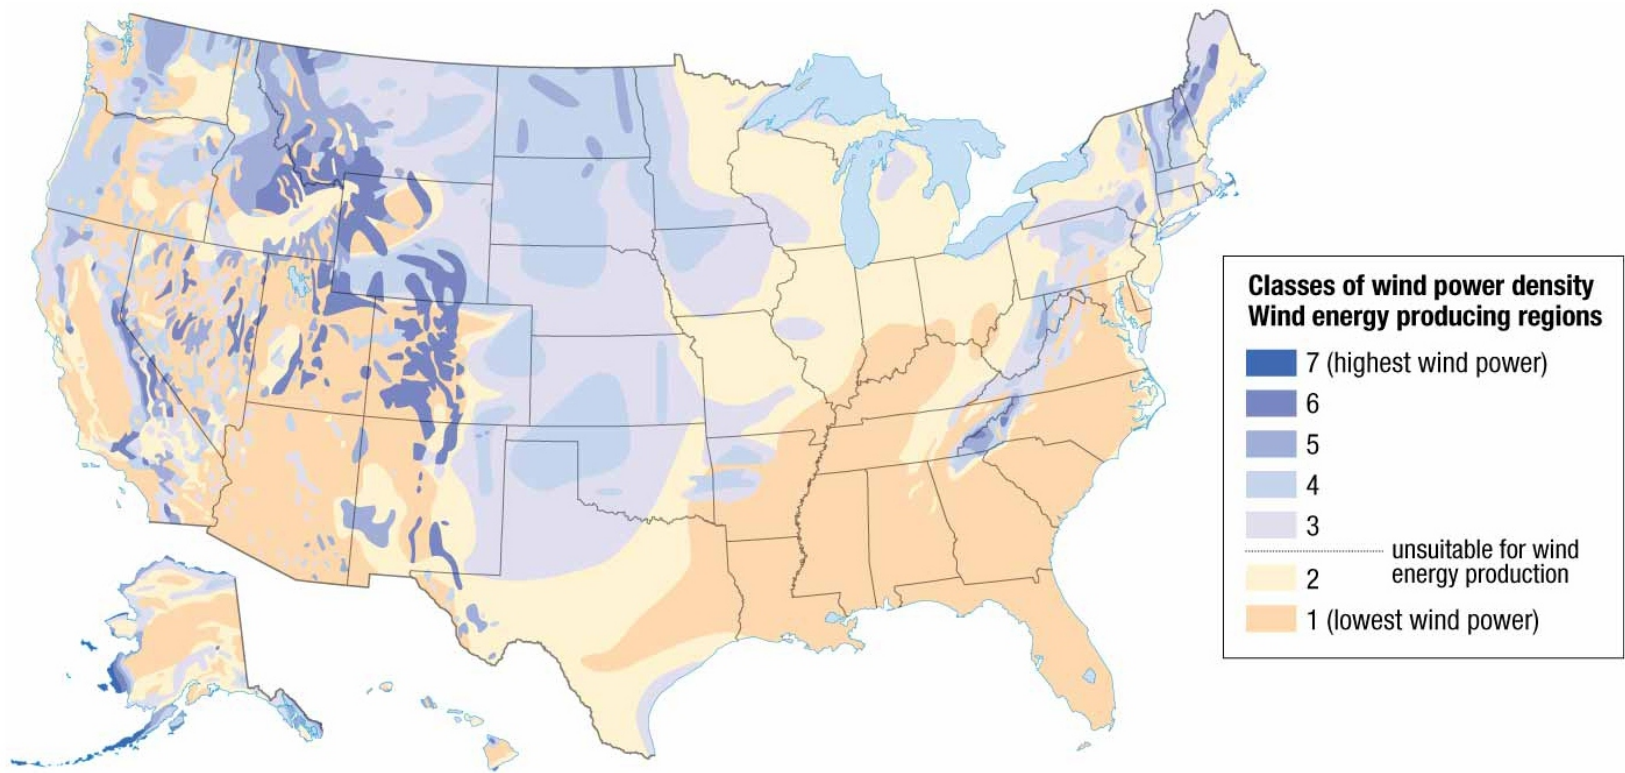 Classes of wind power density
Wind energy producing regions
7 (highest wind power)
6
5
4
3
unsuitable for wind
energy production
2
1 (lowest wind power)